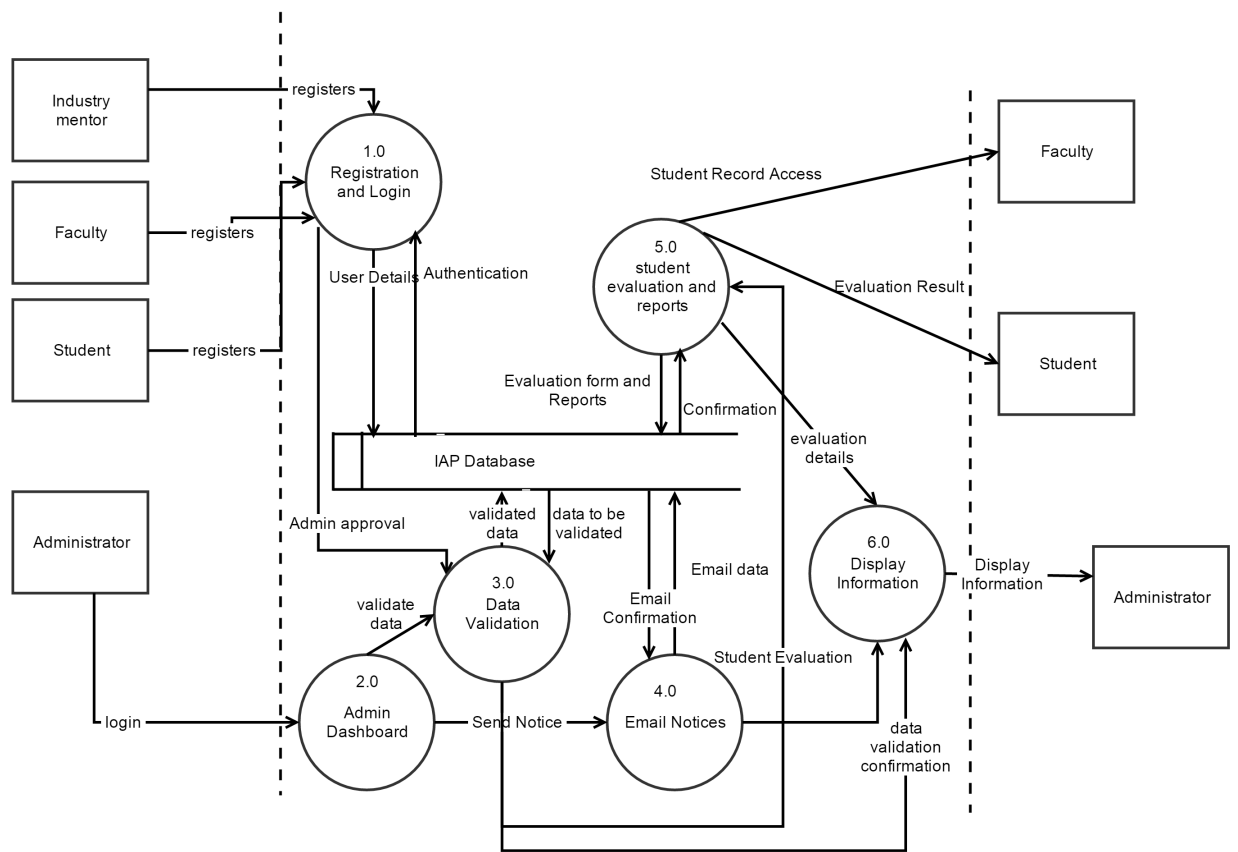 Industry
mentor
registers
1.0
Registration
and Login
Faculty
registers
Student
registers
User Details
Authentication
Student Record Access
Faculty
5.0
student
evaluation and
reports
Evaluation Result
Student
Evaluation form and
Reports
Confirmation
evaluation
details
IAP Database
Administrator
Admin approval
validated
data
data to be
validated
3.0
Data
Validation
validate
data
Email
Confirmation
Email data
6.0
Display
Information
Display
Information
Administrator
Student Evaluation
login
2.0
Admin
Dashboard
Send Notice
4.0
Email Notices
data
validation
confirmation